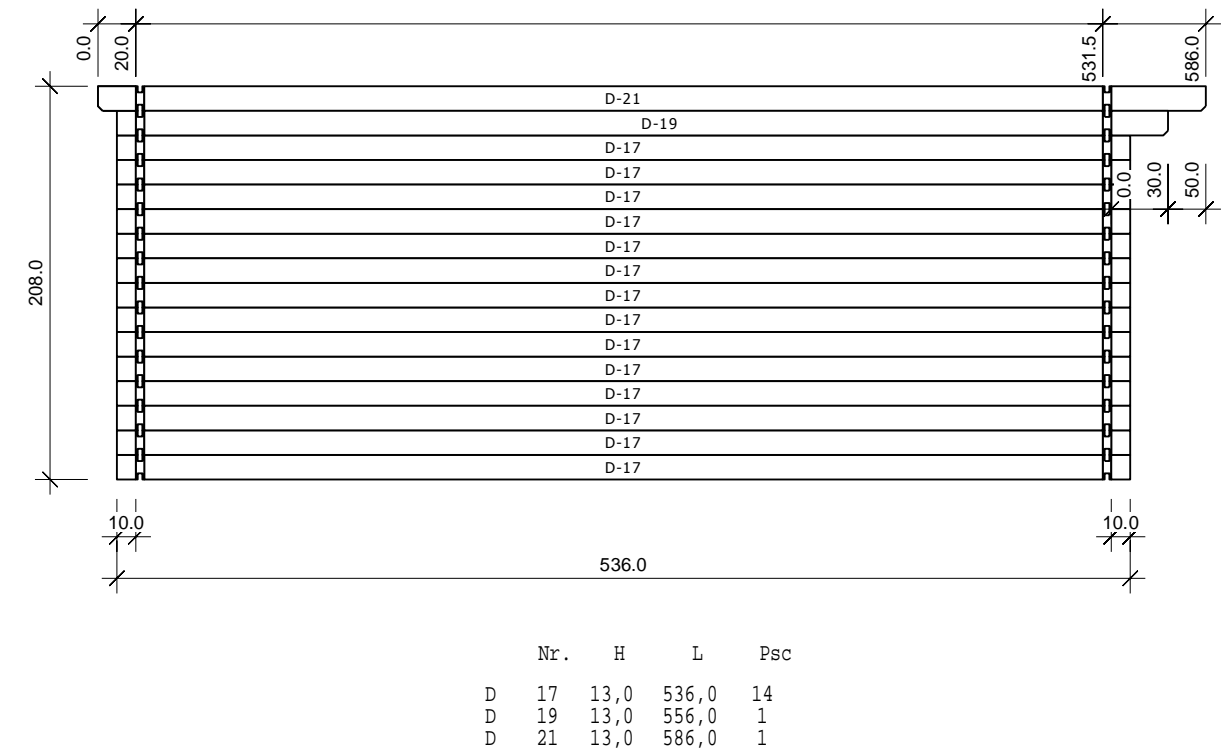 0.0
20.0
531.5
586.0
D-21
D-19
D-17
D-17
D-17
0.0
30.0
50.0
D-17
D-17
D-17
208.0
D-17
D-17
D-17
D-17
D-17
D-17
D-17
D-17
10.0
10.0
536.0
Nr. H L Psc
D 17 13,0 536,0 14
D 19 13,0 556,0 1
D 21 13,0 586,0 1